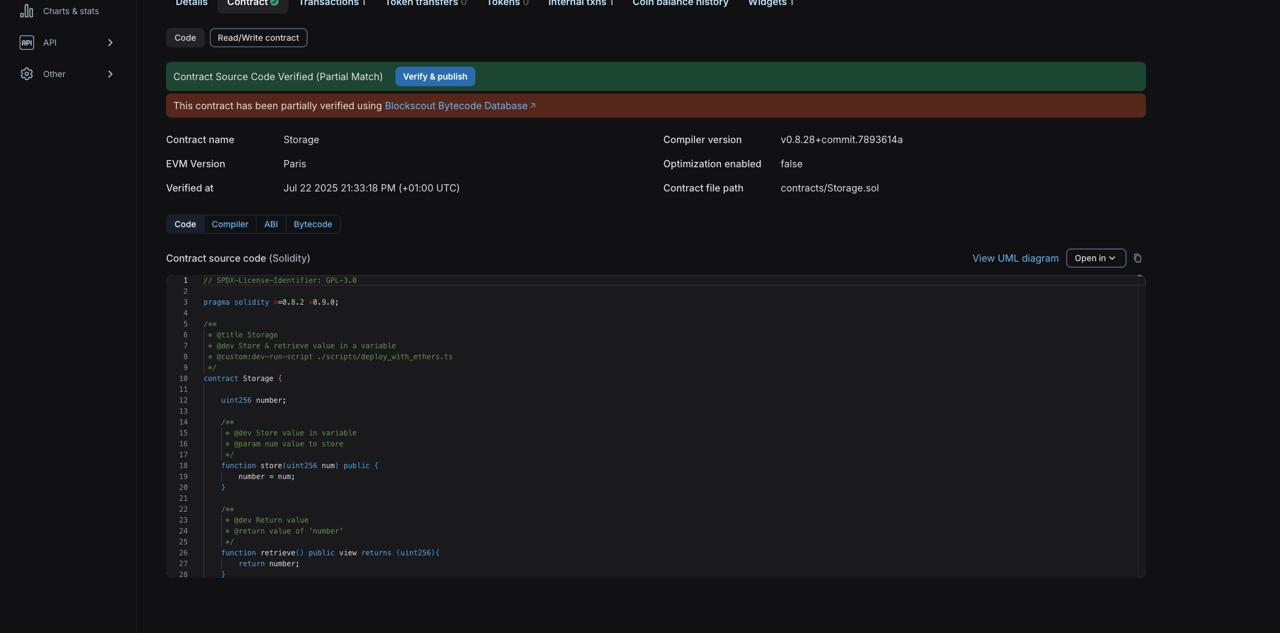 Charts & stats
API API
Other
Details Contract Transactions 1 Token transfers 0 Tokens 0 Internal txns 1 Coin balance history Widgets 1
Code Read/Write contract
Contract Source Code Verified (Partial Match) Verify & publish
This contract has been partially verified using Blockscout Bytecode Database
Contract name Storage Compiler version v0.8.28+commit.7893614a
EVM Version Paris Optimization enabled false
Verified at Jul 22 2025 21:33:18 PM (+01:00 UTC) Contract file path contracts/Storage.sol
Code Compiler ABI Bytecode
Contract source code (Solidity) View UML diagram Open in
1 // SPDX-License-Identifier: GPL-3.0
2
3 pragma solidity >=0.8.2 <0.9.0;
4
5 /**
6 * @title Storage
7 * @dev Store & retrieve value in a variable
8 * @custom:dev-run-script ./scripts/deploy_with_ethers.ts
9 */
10 contract Storage {
11
12 uint256 number;
13
14 /**
15 * @dev Store value in variable
16 * @param num value to store
17 */
18 function store(uint256 num) public {
19 number = num;
20 }
21
22 /**
23 * @dev Return value
24 * @return value of 'number'
25 */
26 function retrieve() public view returns (uint256){
27 return number;
28 }